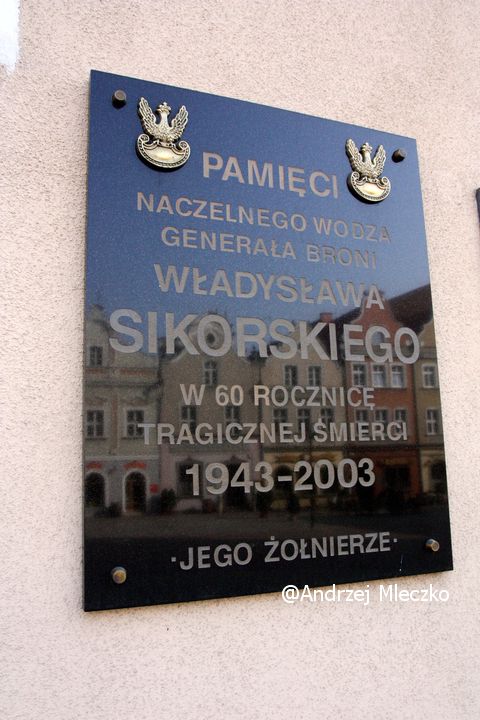 PAMIĘCI
NACZELNEGO WODZA
GENERAŁA BRONI
WŁADYSŁAWA
SIKORSKIEGO
W 60 ROCZNICĘ
TRAGICZNEJ ŚMIERCI
1943-2003
·JEGO ŻOŁNIERZE·
@Andrzej Mleczko